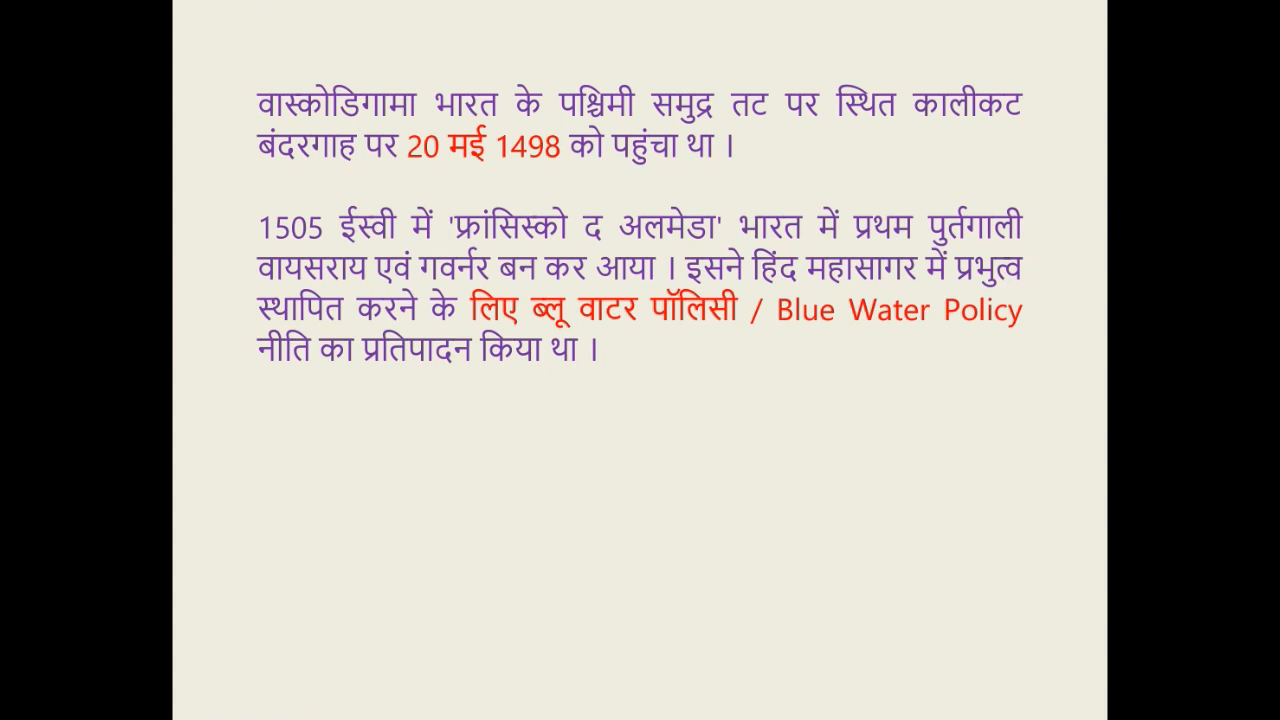 वास्कोडिगामा भारत के पश्चिमी समुद्र तट पर स्थित कालीकट
बंदरगाह पर 20 मई 1498 को पहुंचा था ।
1505 ईस्वी में 'फ्रांसिस्को द अलमेडा' भारत में प्रथम पुर्तगाली
वायसराय एवं गवर्नर बन कर आया । इसने हिंद महासागर में प्रभुत्व
स्थापित करने के लिए ब्लू वाटर पॉलिसी / Blue Water Policy
नीति का प्रतिपादन किया था ।